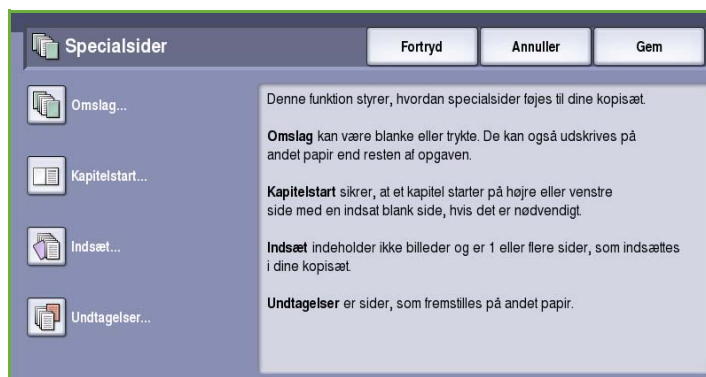 Specialsider
Fortryd
Annuller
Gem
Omslag...
Kapitelstart...
Indsæt...
Undtagelser...
Denne funktion styrer, hvordan specialsider føjes til dine kopisæt.
Omslag kan være blanke eller trykte. De kan også udskrives på
andet papir end resten af opgaven.
Kapitelstart sikrer, at et kapitel starter på højre eller venstre
side med en indsat blank side, hvis det er nødvendigt.
Indsæt indeholder ikke billeder og er 1 eller flere sider, som indsættes
i dine kopisæt.
Undtagelser er sider, som fremstilles på andet papir.